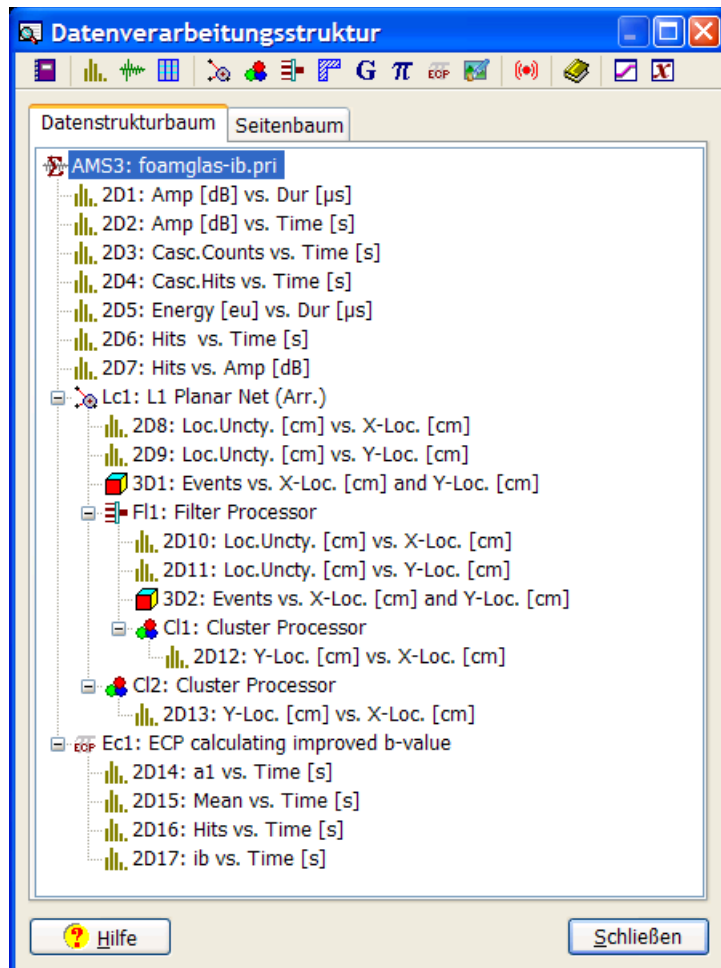 Datenverarbeitungsstruktur
G π ECP x
Datenstrukturbaum Seitenbaum
Σ AMS3: foamglas-ib.pri
2D1: Amp [dB] vs. Dur [µs]
2D2: Amp [dB] vs. Time [s]
2D3: Casc.Counts vs. Time [s]
2D4: Casc.Hits vs. Time [s]
2D5: Energy [eu] vs. Dur [µs]
2D6: Hits vs. Time [s]
2D7: Hits vs. Amp [dB]
Lc1: L1 Planar Net (Arr.)
2D8: Loc.Uncty. [cm] vs. X-Loc. [cm]
2D9: Loc.Uncty. [cm] vs. Y-Loc. [cm]
3D1: Events vs. X-Loc. [cm] and Y-Loc. [cm]
Fl1: Filter Processor
2D10: Loc.Uncty. [cm] vs. X-Loc. [cm]
2D11: Loc.Uncty. [cm] vs. Y-Loc. [cm]
3D2: Events vs. X-Loc. [cm] and Y-Loc. [cm]
Cl1: Cluster Processor
2D12: Y-Loc. [cm] vs. X-Loc. [cm]
Cl2: Cluster Processor
2D13: Y-Loc. [cm] vs. X-Loc. [cm]
ECP Ec1: ECP calculating improved b-value
2D14: a1 vs. Time [s]
2D15: Mean vs. Time [s]
2D16: Hits vs. Time [s]
2D17: ib vs. Time [s]
? Hilfe Schließen